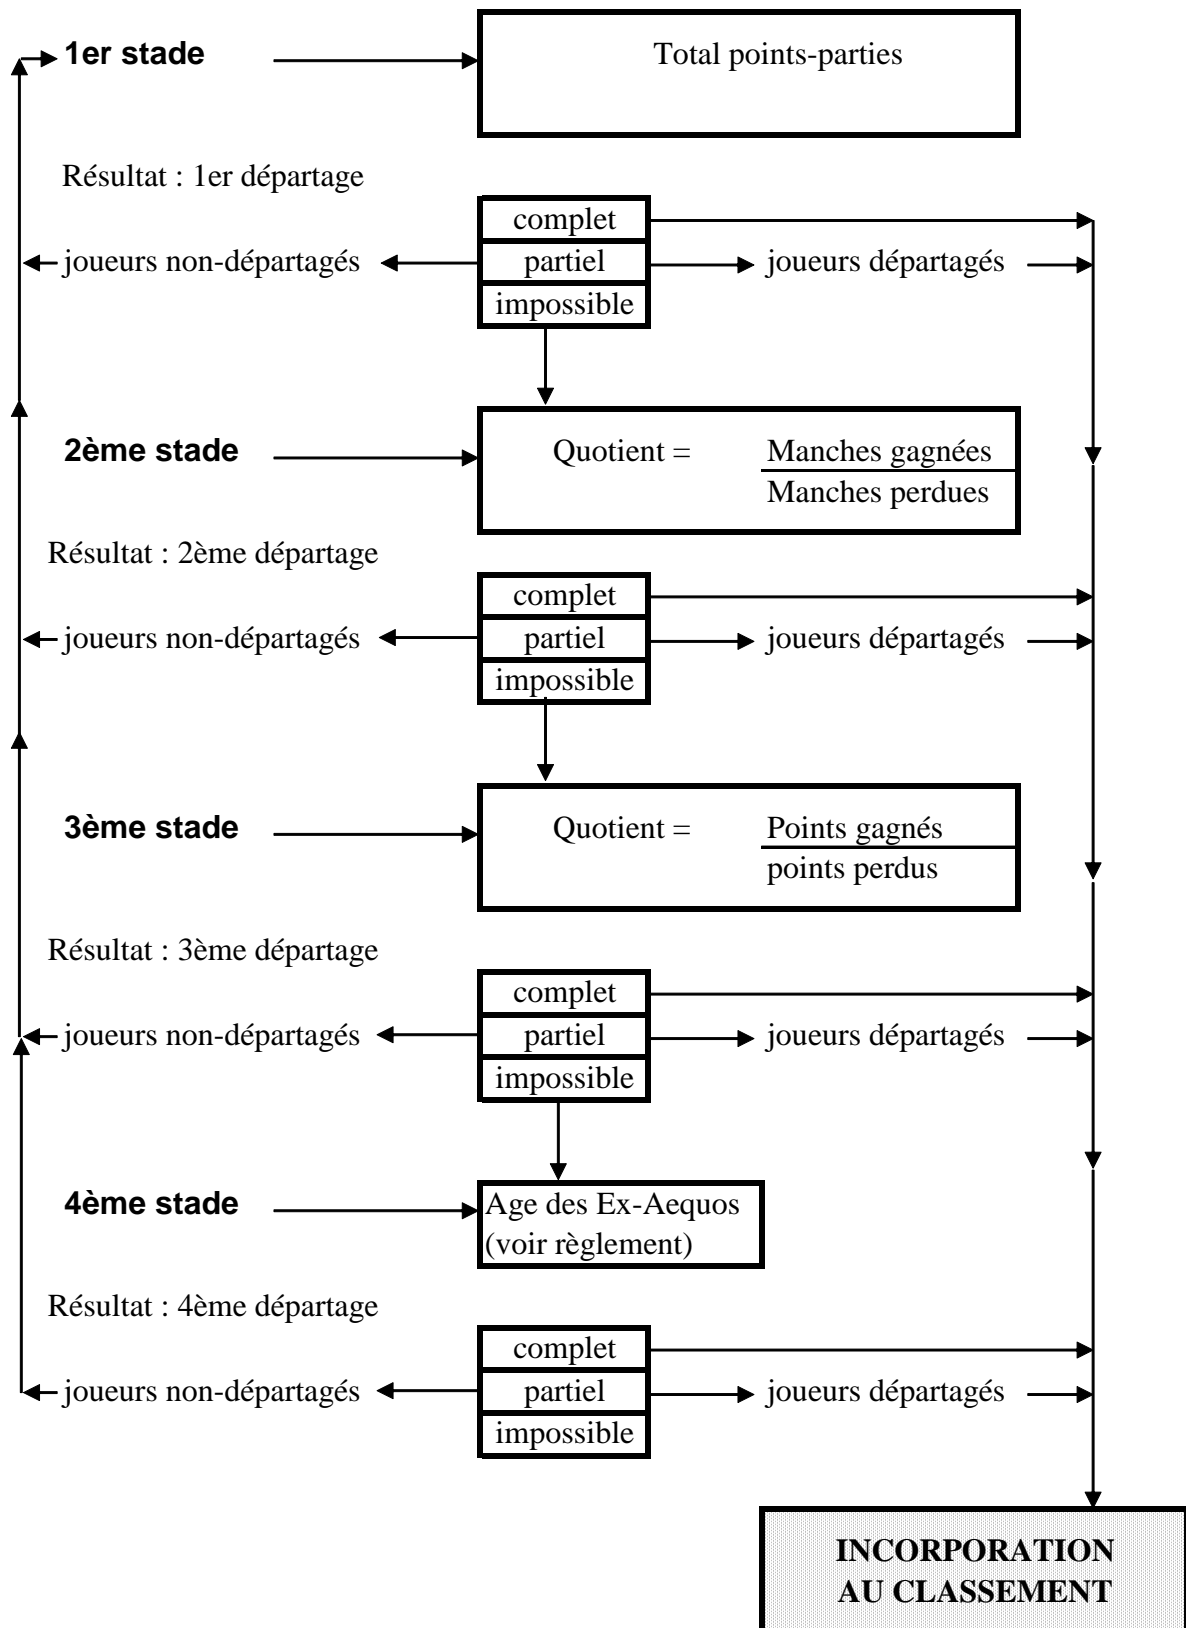 1er stade
Total points-parties
Résultat : 1er départage
complet
joueurs non-départagés
partiel
joueurs départagés
impossible
2ème stade
Quotient =
Manches gagnées
Manches perdues
Résultat : 2ème départage
complet
joueurs non-départagés
partiel
joueurs départagés
impossible
3ème stade
Quotient =
Points gagnés
points perdus
Résultat : 3ème départage
complet
joueurs non-départagés
partiel
joueurs départagés
impossible
4ème stade
Age des Ex-Aequos
(voir règlement)
Résultat : 4ème départage
complet
joueurs non-départagés
partiel
joueurs départagés
impossible
INCORPORATION
AU CLASSEMENT